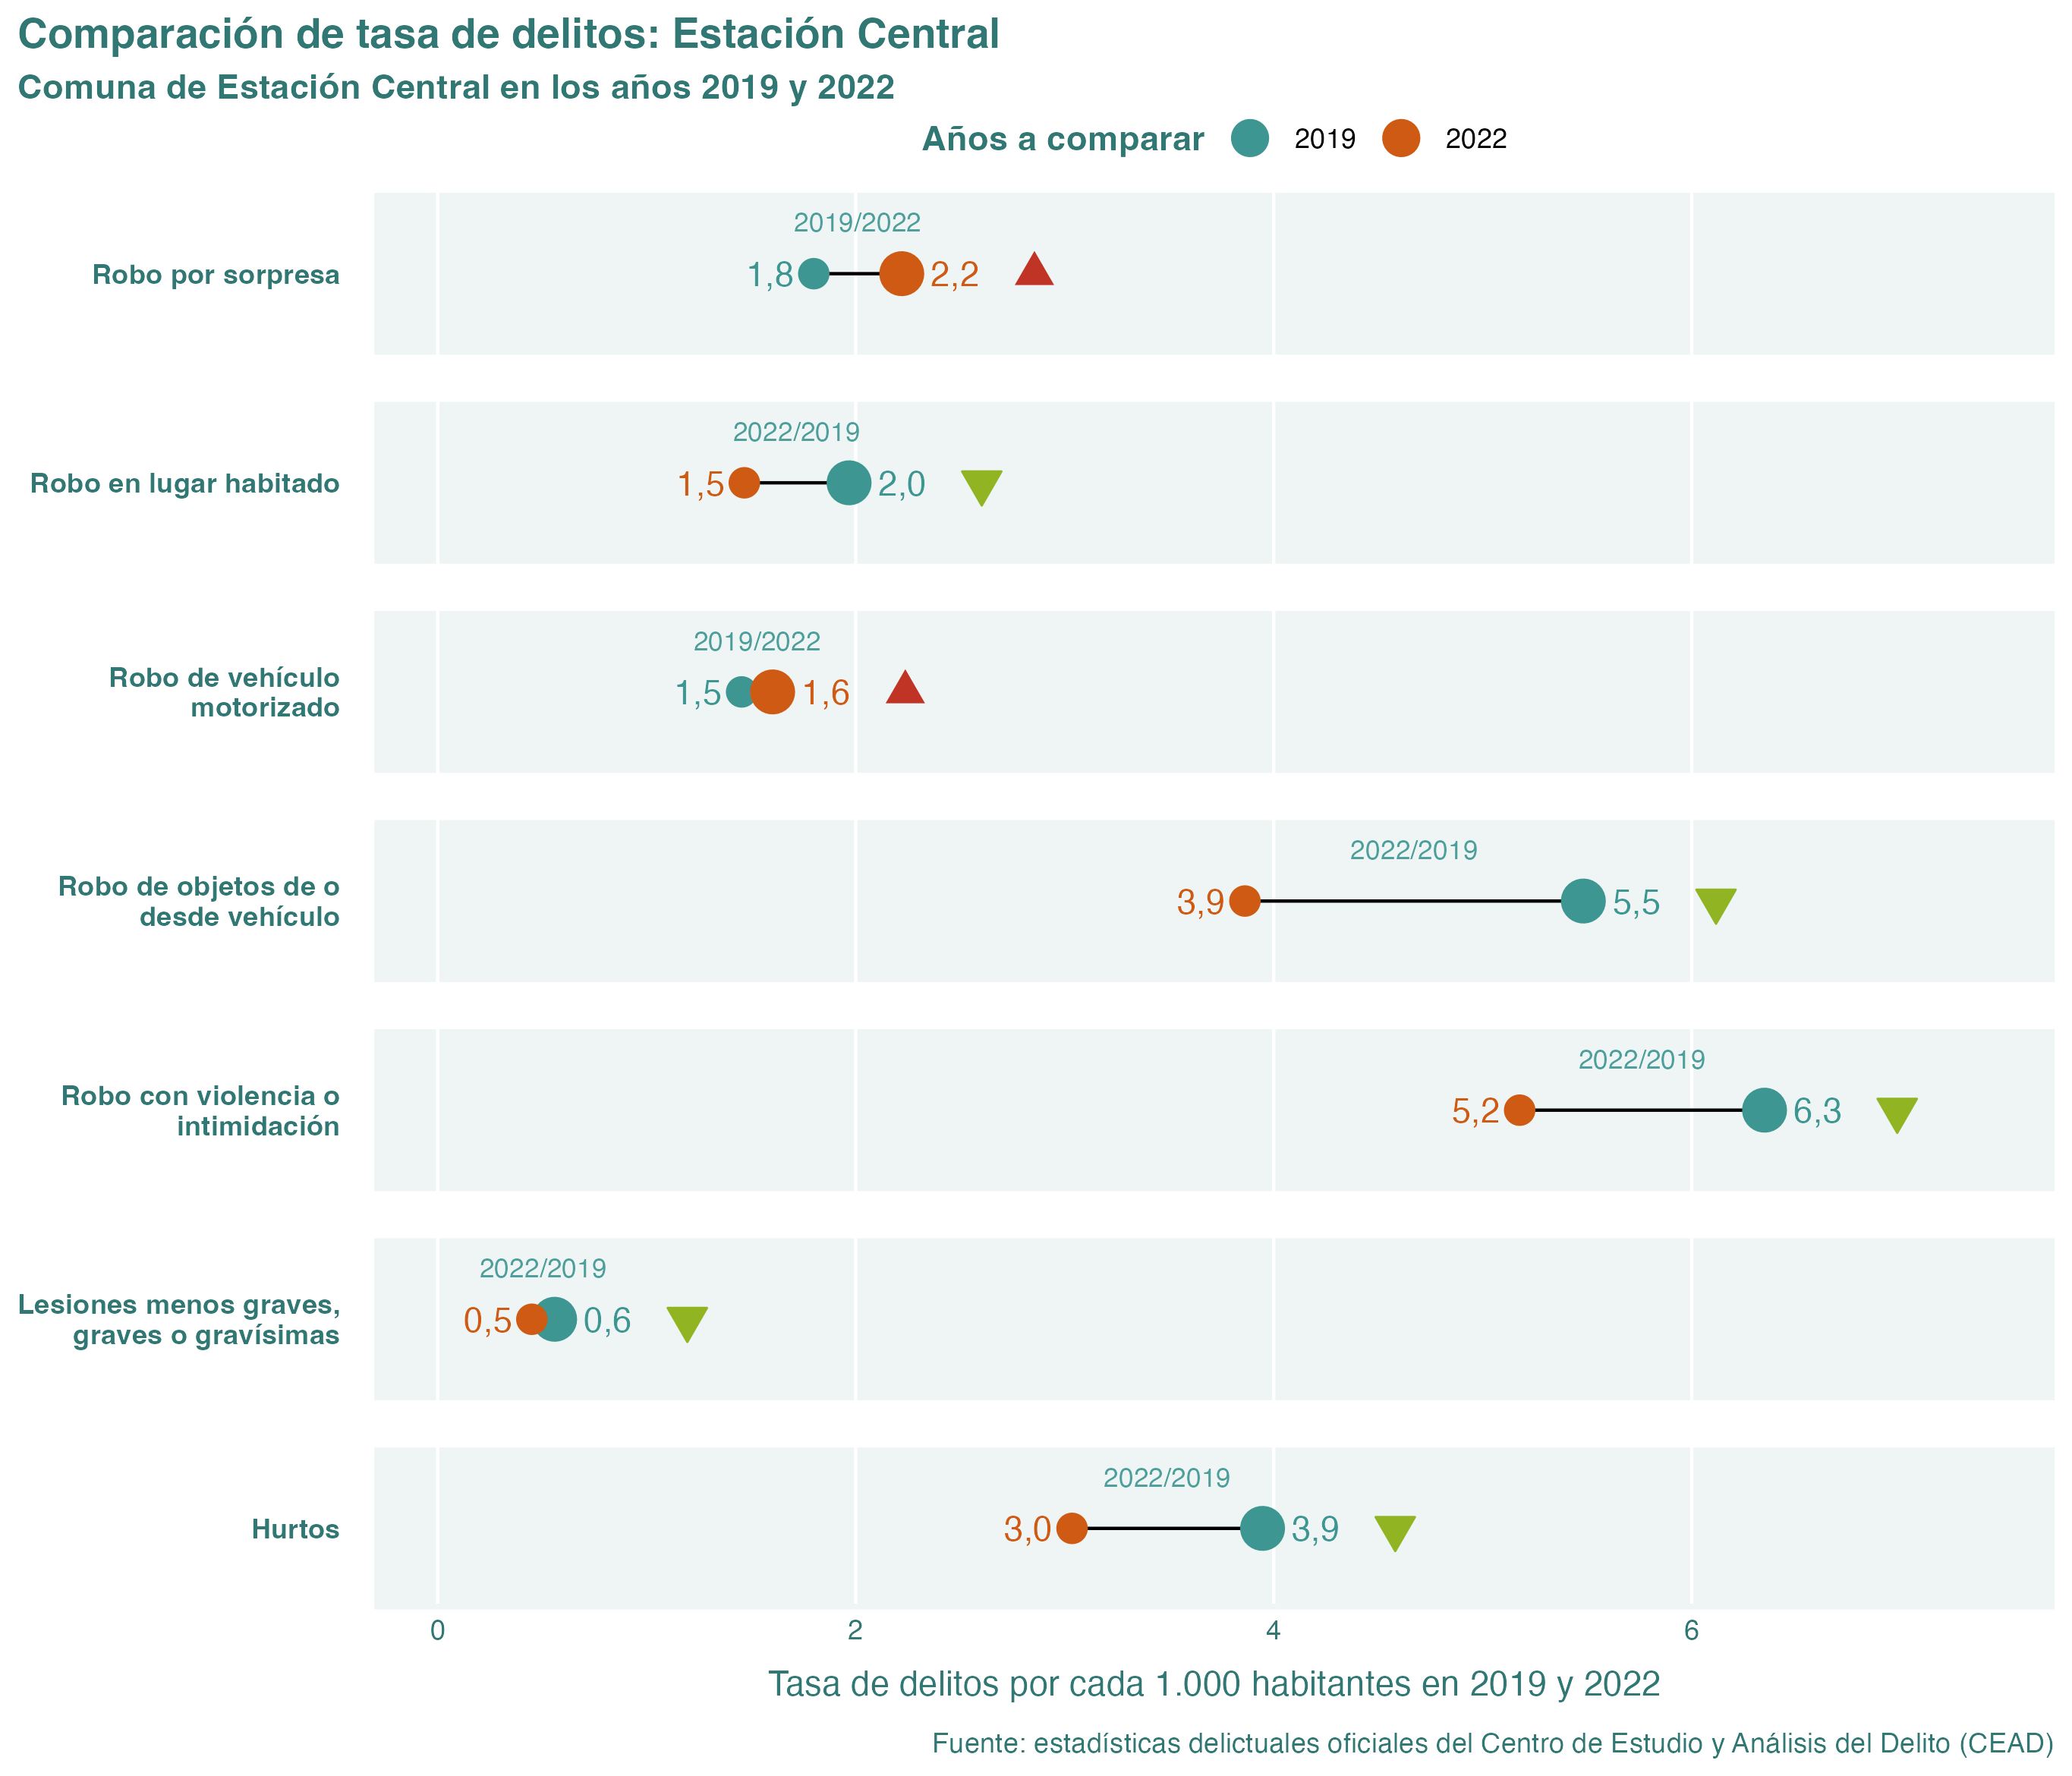 Comparación de tasa de delitos: Estación Central
Comuna de Estación Central en los años 2019 y 2022
Años a comparar 2019 2022
Robo por sorpresa
2019/2022
1,8 2,2
Robo en lugar habitado
2022/2019
1,5 2,0
Robo de vehículo
motorizado
2019/2022
1,5 1,6
Robo de objetos de o
desde vehículo
2022/2019
3,9 5,5
Robo con violencia o
intimidación
2022/2019
5,2 6,3
Lesiones menos graves,
graves o gravísimas
2022/2019
0,5 0,6
Hurtos
2022/2019
3,0 3,9
0 2 4 6
Tasa de delitos por cada 1.000 habitantes en 2019 y 2022
Fuente: estadísticas delictuales oficiales del Centro de Estudio y Análisis del Delito (CEAD)